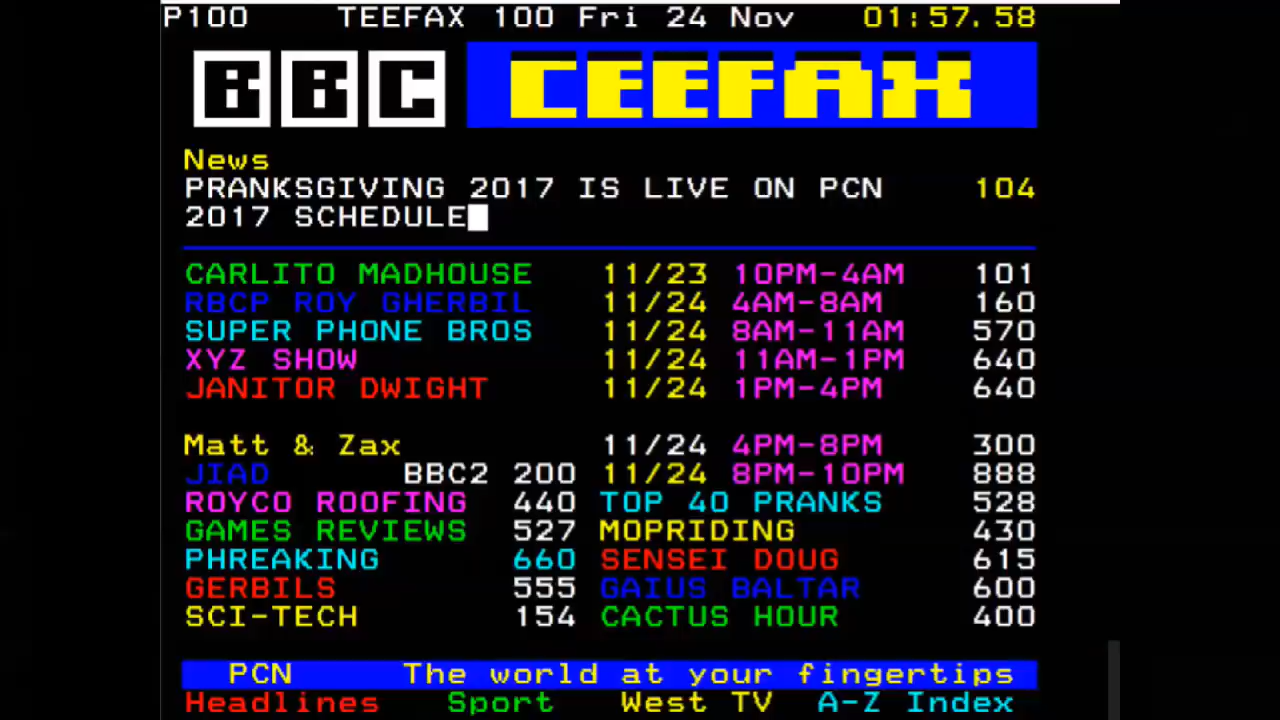 P100 TEEFAX 100 Fri 24 Nov 01:57.58
BBC CEEFAX
News
PRANKSGIVING 2017 IS LIVE ON PCN 104
2017 SCHEDULE
CARLITO MADHOUSE 11/23 10PM-4AM 101
RBCP ROY GHERBIL 11/24 4AM-8AM 160
SUPER PHONE BROS 11/24 8AM-11AM 570
XYZ SHOW 11/24 11AM-1PM 640
JANITOR DWIGHT 11/24 1PM-4PM 640
Matt & Zax 11/24 4PM-8PM 300
JIAD BBC2 200 11/24 8PM-10PM 888
ROYCO ROOFING 440 TOP 40 PRANKS 528
GAMES REVIEWS 527 MOPRIDING 430
PHREAKING 660 SENSEI DOUG 615
GERBILS 555 GAIUS BALTAR 600
SCI-TECH 154 CACTUS HOUR 400
PCN The world at your fingertips
Headlines Sport West TV A-Z Index